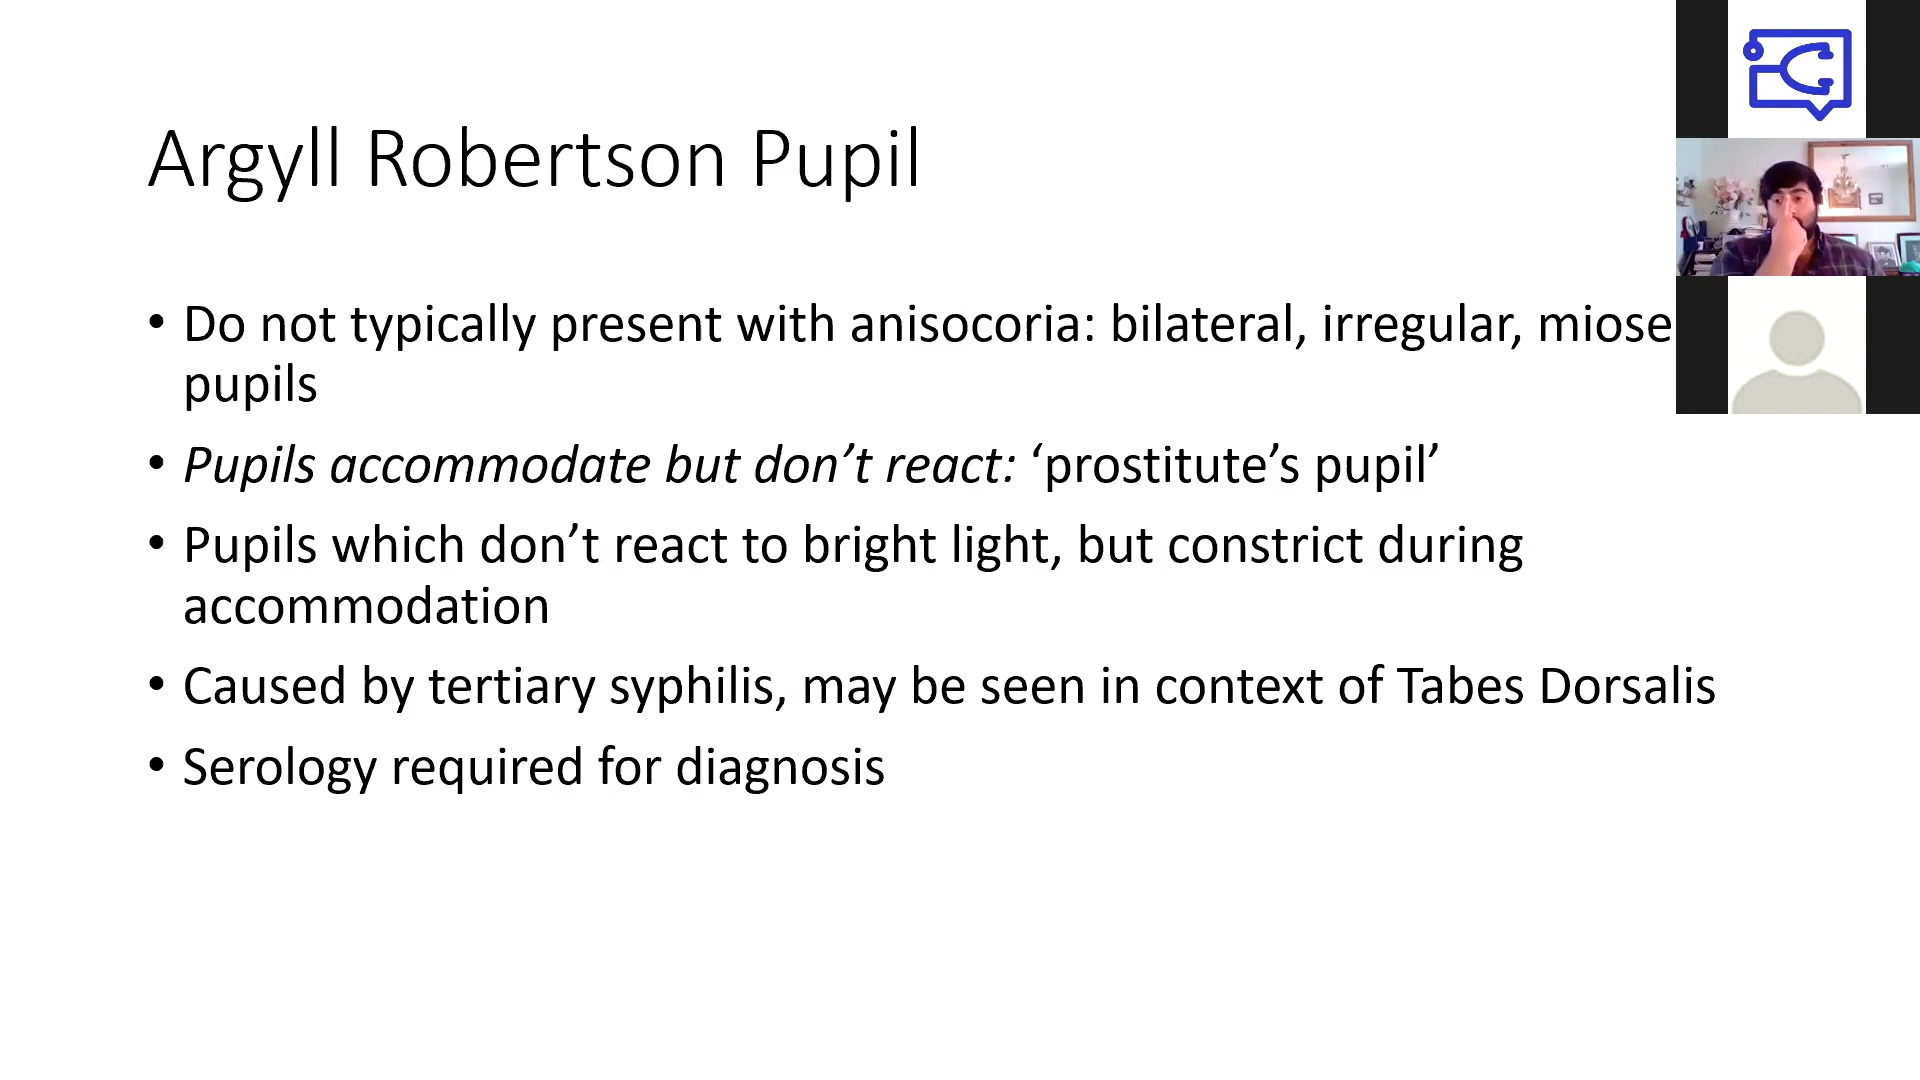 Argyll Robertson Pupil
• Do not typically present with anisocoria: bilateral, irregular, miose
pupils
• Pupils accommodate but don’t react: ‘prostitute’s pupil’
• Pupils which don’t react to bright light, but constrict during
accommodation
• Caused by tertiary syphilis, may be seen in context of Tabes Dorsalis
• Serology required for diagnosis